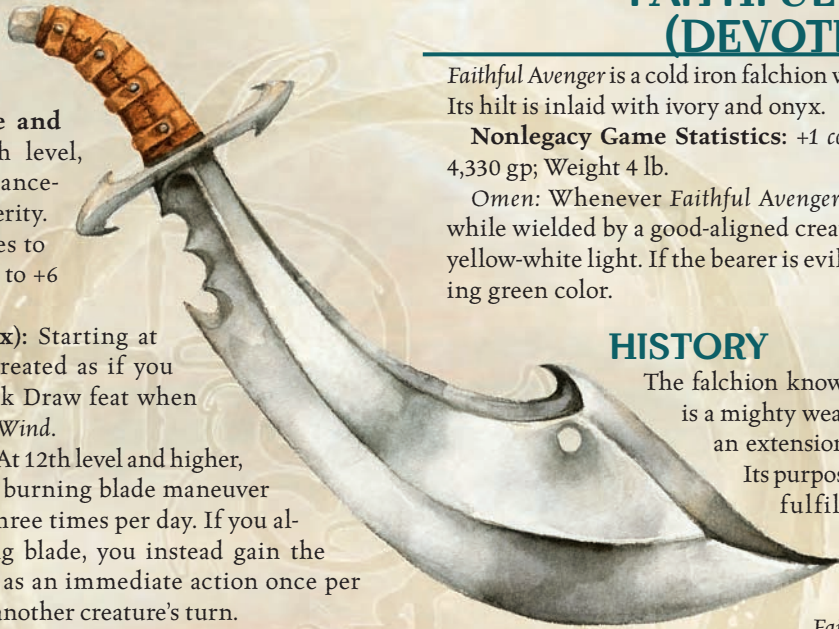 e and
h level,
ance-
erity.
es to
to +6
x): Starting at
reated as if you
k Draw feat when
Wind.
At 12th level and higher,
burning blade maneuver
hree times per day. If you al-
g blade, you instead gain the
as an immediate action once per
another creature's turn.
(DEVOT
Faithful Avenger is a cold iron falchion
Its hilt is inlaid with ivory and onyx.
Nonlegacy Game Statistics: +1 co
4,330 gp; Weight 4 lb.
Omen: Whenever Faithful Avenger
while wielded by a good-aligned crea
yellow-white light. If the bearer is evil
ing green color.
HISTORY
The falchion know
is a mighty wea
an extension
Its purpos
fulfil